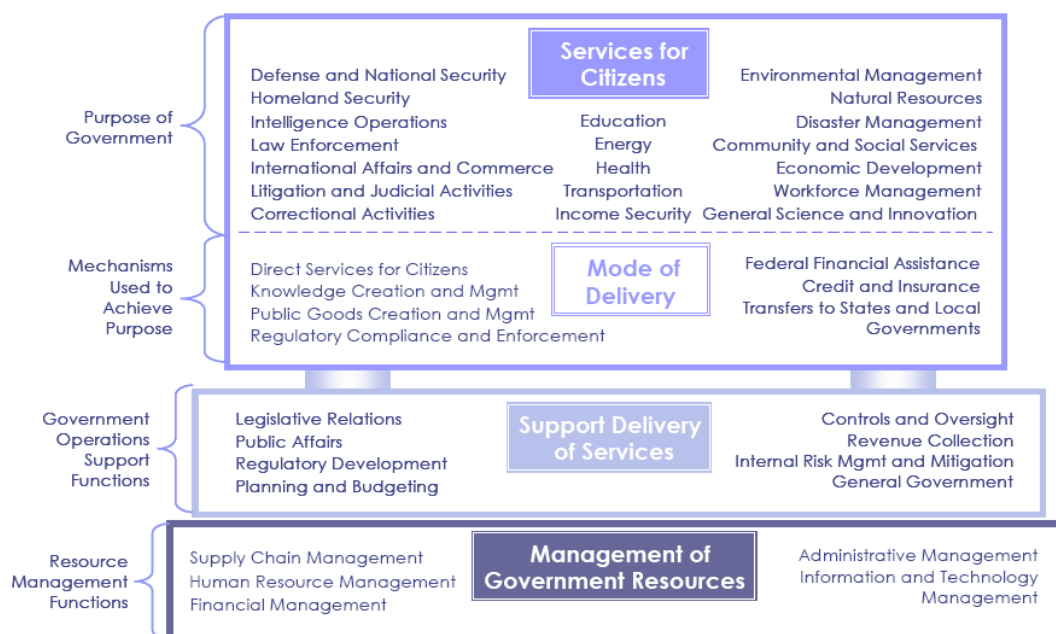 Services for
Citizens
Purpose of
Government
Defense and National Security
Homeland Security
Intelligence Operations
Law Enforcement
International Affairs and Commerce
Litigation and Judicial Activities
Correctional Activities
Education
Energy
Health
Transportation
Income Security
Environmental Management
Natural Resources
Disaster Management
Community and Social Services
Economic Development
Workforce Management
General Science and Innovation
Mechanisms
Used to
Achieve
Purpose
Direct Services for Citizens
Knowledge Creation and Mgmt
Public Goods Creation and Mgmt
Regulatory Compliance and Enforcement
Mode of
Delivery
Federal Financial Assistance
Credit and Insurance
Transfers to States and Local
Governments
Government
Operations
Support
Functions
Legislative Relations
Public Affairs
Regulatory Development
Planning and Budgeting
Support Delivery
of Services
Controls and Oversight
Revenue Collection
Internal Risk Mgmt and Mitigation
General Government
Resource
Management
Functions
Supply Chain Management
Human Resource Management
Financial Management
Management of
Government Resources
Administrative Management
Information and Technology
Management